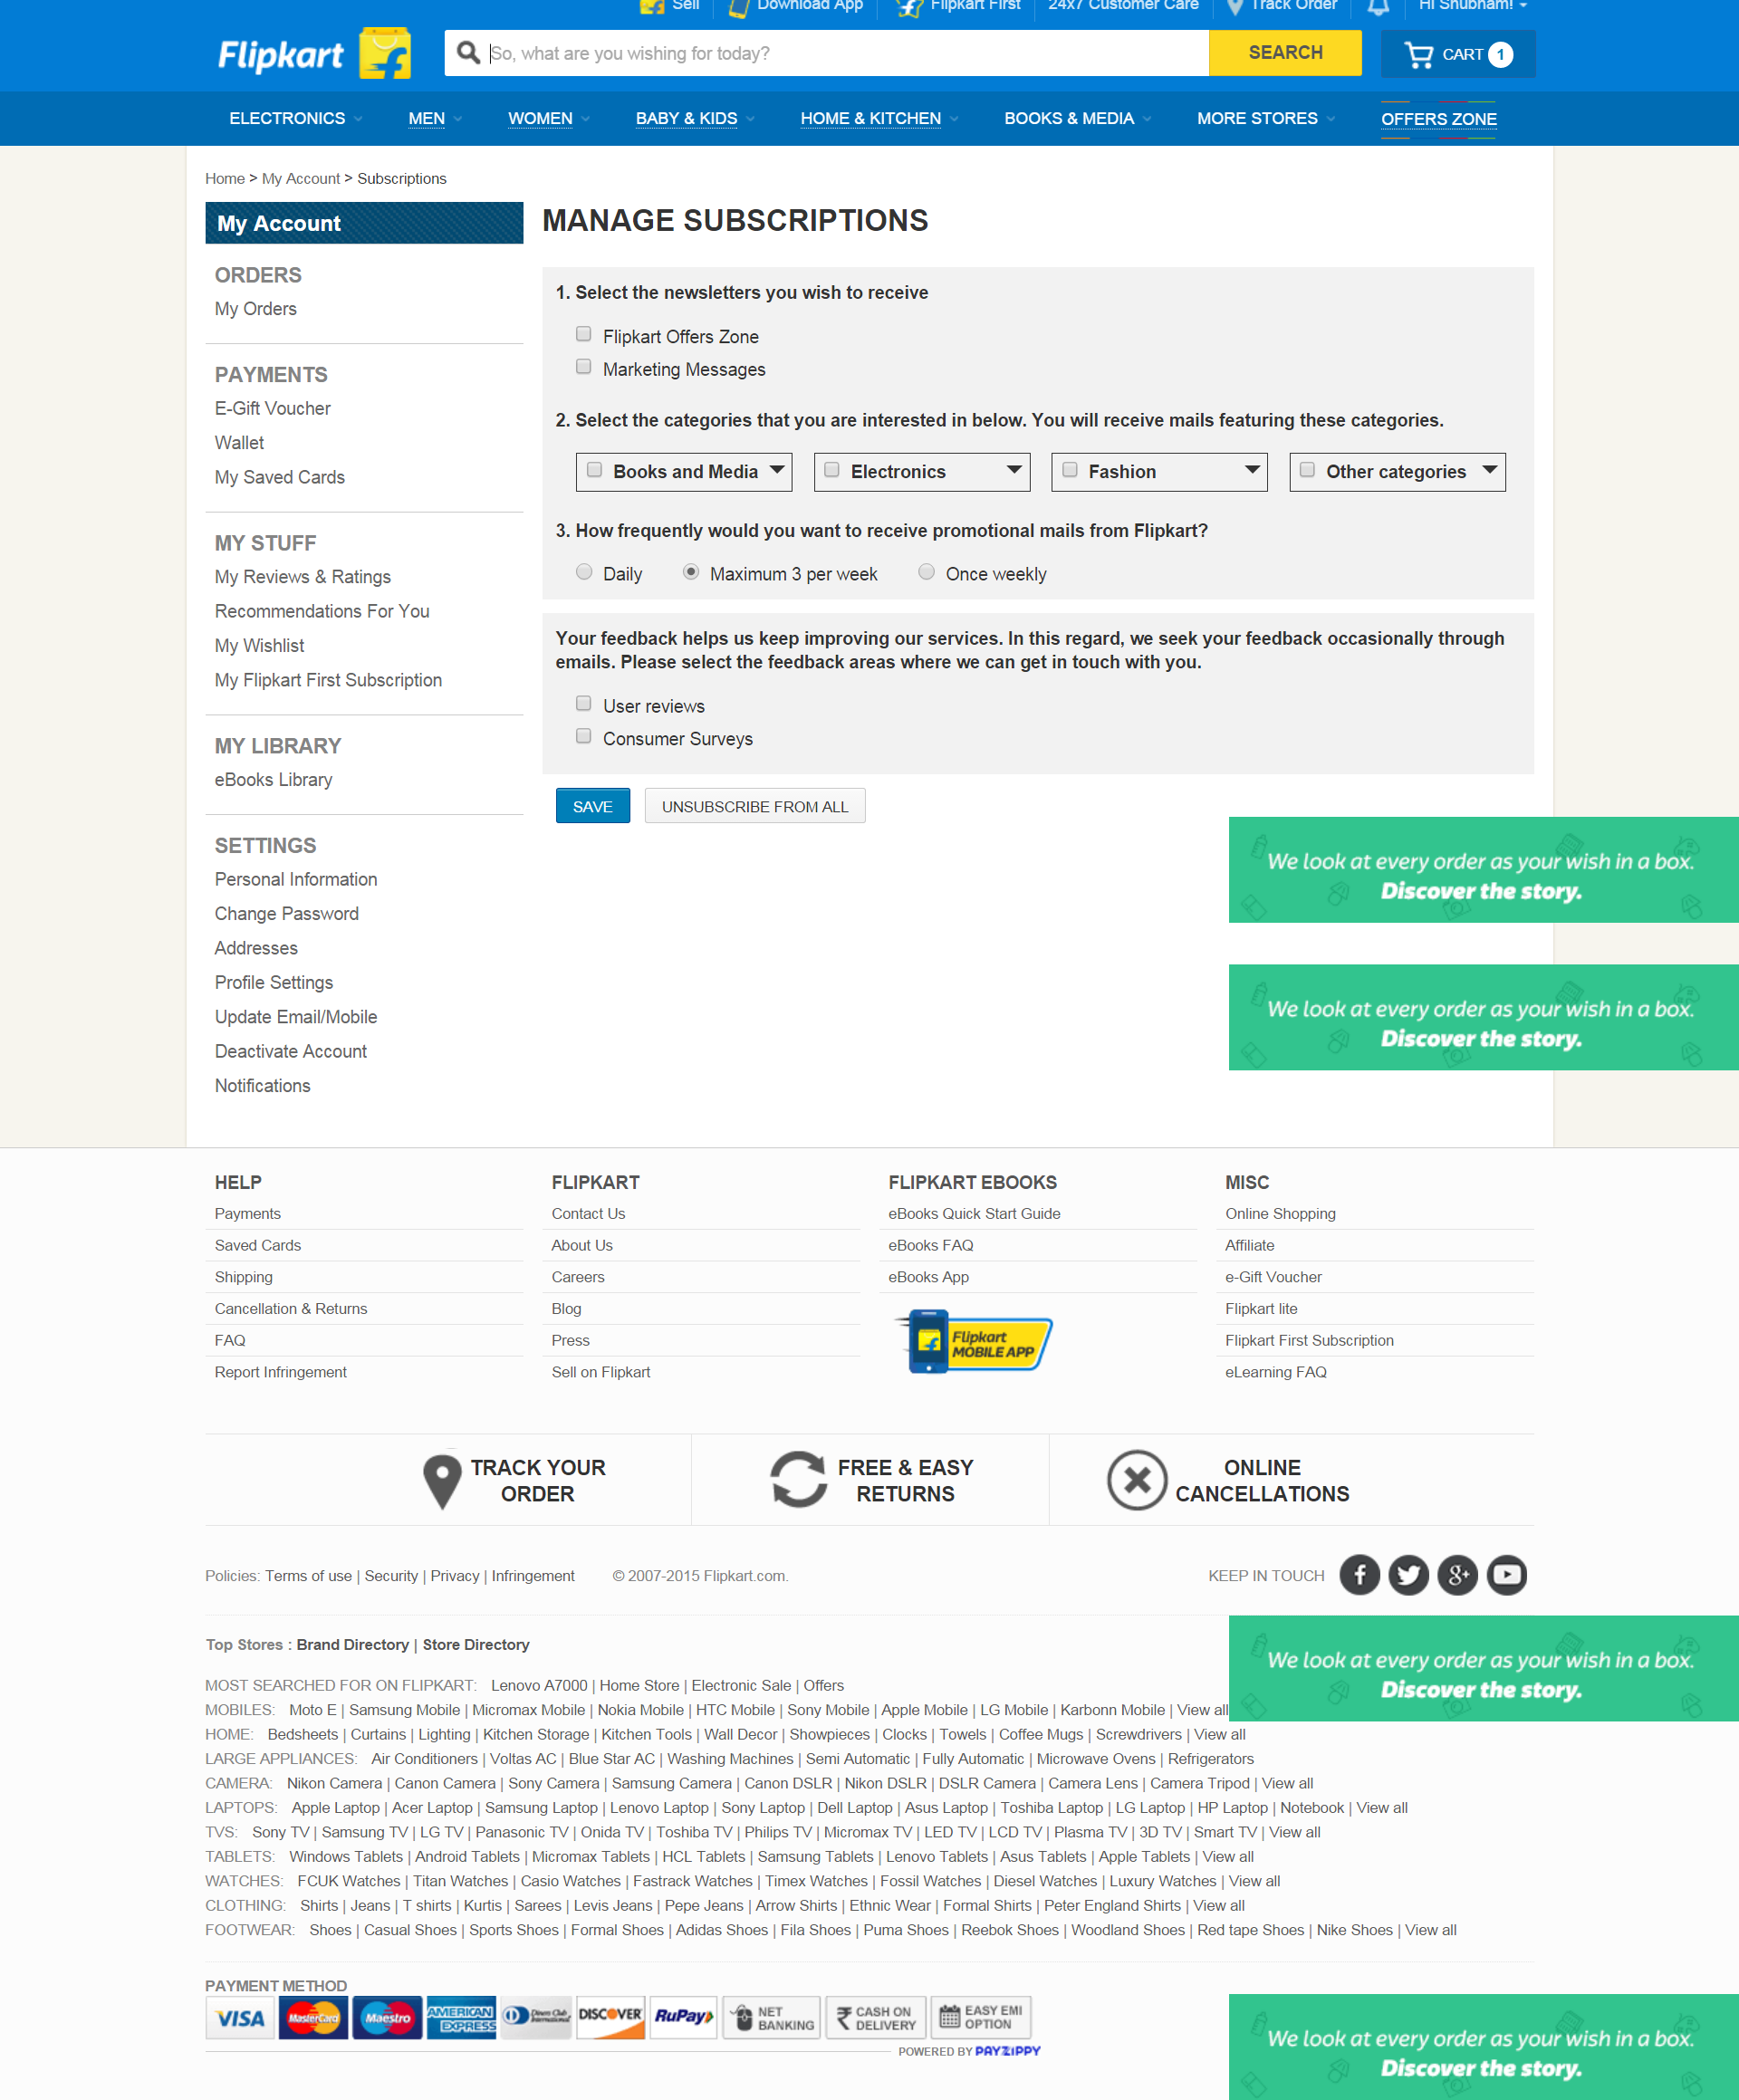 Sell Download App Flipkart First 24x7 Customer Care Track Order Hi Shubham!
Flipkart So, what are you wishing for today? SEARCH CART 1
ELECTRONICS MEN WOMEN BABY & KIDS HOME & KITCHEN BOOKS & MEDIA MORE STORES OFFERS ZONE
Home > My Account > Subscriptions
My Account
ORDERS
My Orders
PAYMENTS
E-Gift Voucher
Wallet
My Saved Cards
MY STUFF
My Reviews & Ratings
Recommendations For You
My Wishlist
My Flipkart First Subscription
MY LIBRARY
eBooks Library
SETTINGS
Personal Information
Change Password
Addresses
Profile Settings
Update Email/Mobile
Deactivate Account
Notifications
MANAGE SUBSCRIPTIONS
1. Select the newsletters you wish to receive
Flipkart Offers Zone
Marketing Messages
2. Select the categories that you are interested in below. You will receive mails featuring these categories.
Books and Media Electronics Fashion Other categories
3. How frequently would you want to receive promotional mails from Flipkart?
Daily Maximum 3 per week Once weekly
Your feedback helps us keep improving our services. In this regard, we seek your feedback occasionally through
emails. Please select the feedback areas where we can get in touch with you.
User reviews
Consumer Surveys
SAVE UNSUBSCRIBE FROM ALL
We look at every order as your wish in a box.
Discover the story.
We look at every order as your wish in a box.
Discover the story.
HELP
Payments
Saved Cards
Shipping
Cancellation & Returns
FAQ
Report Infringement
FLIPKART
Contact Us
About Us
Careers
Blog
Press
Sell on Flipkart
FLIPKART EBOOKS
eBooks Quick Start Guide
eBooks FAQ
eBooks App
Flipkart
MOBILE APP
MISC
Online Shopping
Affiliate
e-Gift Voucher
Flipkart lite
Flipkart First Subscription
eLearning FAQ
TRACK YOUR
ORDER
FREE & EASY
RETURNS
ONLINE
CANCELLATIONS
Policies: Terms of use | Security | Privacy | Infringement © 2007-2015 Flipkart.com. KEEP IN TOUCH
Top Stores : Brand Directory | Store Directory
We look at every order as your wish in a box.
Discover the story.
MOST SEARCHED FOR ON FLIPKART: Lenovo A7000 | Home Store | Electronic Sale | Offers
MOBILES: Moto E | Samsung Mobile | Micromax Mobile | Nokia Mobile | HTC Mobile | Sony Mobile | Apple Mobile | LG Mobile | Karbonn Mobile | View all
HOME: Bedsheets | Curtains | Lighting | Kitchen Storage | Kitchen Tools | Wall Decor | Showpieces | Clocks | Towels | Coffee Mugs | Screwdrivers | View all
LARGE APPLIANCES: Air Conditioners | Voltas AC | Blue Star AC | Washing Machines | Semi Automatic | Fully Automatic | Microwave Ovens | Refrigerators
CAMERA: Nikon Camera | Canon Camera | Sony Camera | Samsung Camera | Canon DSLR | Nikon DSLR | DSLR Camera | Camera Lens | Camera Tripod | View all
LAPTOPS: Apple Laptop | Acer Laptop | Samsung Laptop | Lenovo Laptop | Sony Laptop | Dell Laptop | Asus Laptop | Toshiba Laptop | LG Laptop | HP Laptop | Notebook | View all
TVS: Sony TV | Samsung TV | LG TV | Panasonic TV | Onida TV | Toshiba TV | Philips TV | Micromax TV | LED TV | LCD TV | Plasma TV | 3D TV | Smart TV | View all
TABLETS: Windows Tablets | Android Tablets | Micromax Tablets | HCL Tablets | Samsung Tablets | Lenovo Tablets | Asus Tablets | Apple Tablets | View all
WATCHES: FCUK Watches | Titan Watches | Casio Watches | Fastrack Watches | Timex Watches | Fossil Watches | Diesel Watches | Luxury Watches | View all
CLOTHING: Shirts | Jeans | T shirts | Kurtis | Sarees | Levis Jeans | Pepe Jeans | Arrow Shirts | Ethnic Wear | Formal Shirts | Peter England Shirts | View all
FOOTWEAR: Shoes | Casual Shoes | Sports Shoes | Formal Shoes | Adidas Shoes | Fila Shoes | Puma Shoes | Reebok Shoes | Woodland Shoes | Red tape Shoes | Nike Shoes | View all
PAYMENT METHOD
VISA MasterCard Maestro AMERICAN EXPRESS Diners Club International DISCOVER RuPay NET BANKING CASH ON DELIVERY EASY EMI OPTION
POWERED BY PAYZIPPY
We look at every order as your wish in a box.
Discover the story.